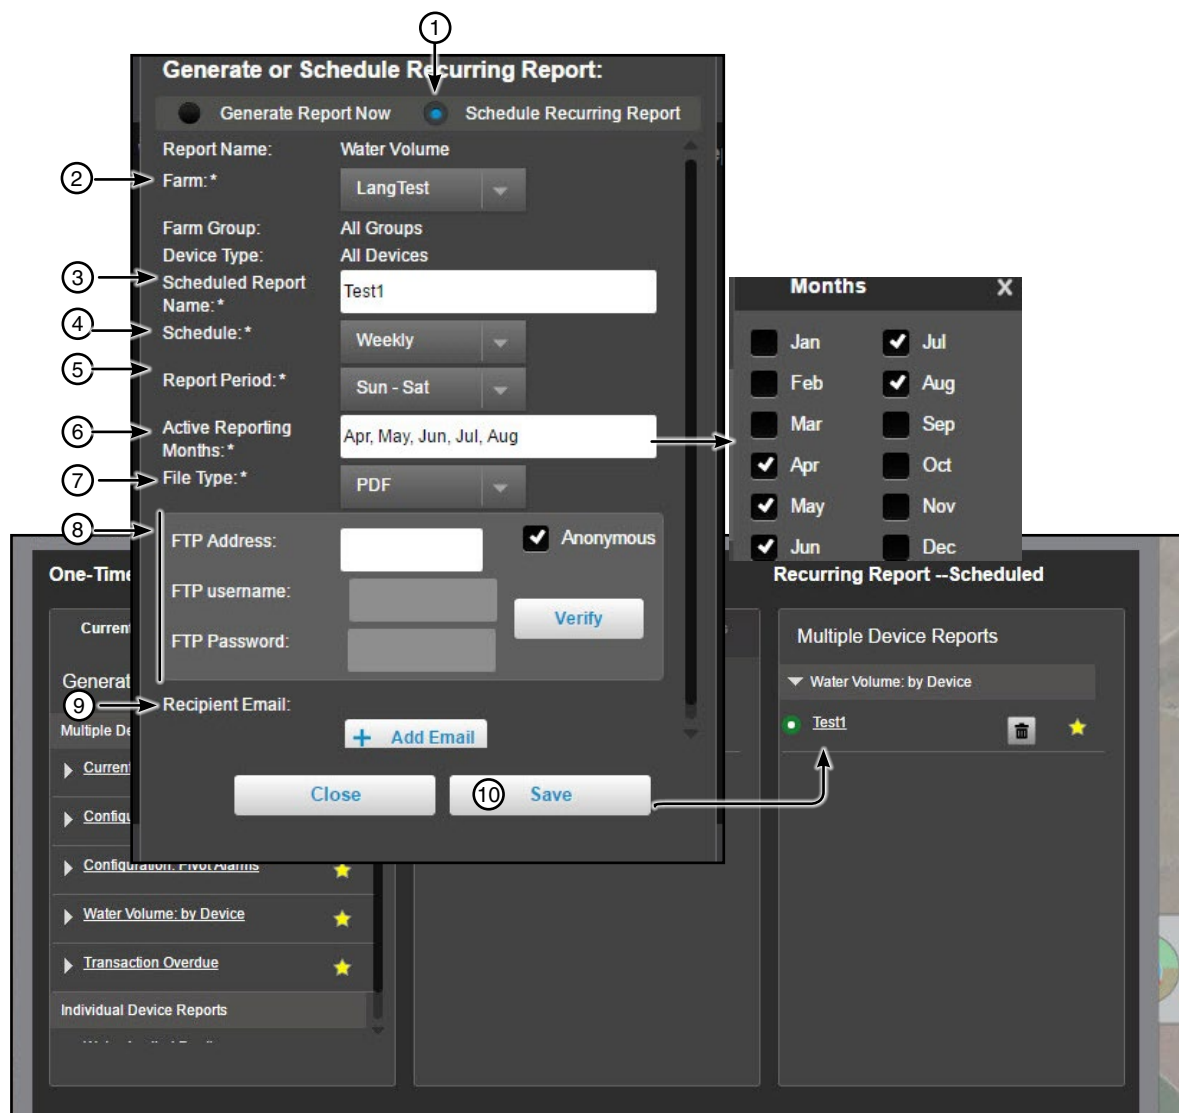 1
Generate or Schedule Recurring Report:
Generate Report Now Schedule Recurring Report
Report Name: Water Volume
2 Farm:* LangTest
Farm Group: All Groups
Device Type: All Devices
3 Scheduled Report
Name:*
Test1
4 Schedule:* Weekly
5 Report Period:* Sun - Sat
6 Active Reporting
Months:*
Apr, May, Jun, Jul, Aug
7 File Type:* PDF
8 FTP Address: Anonymous
FTP username:
FTP Password:
Verify
9 Recipient Email:
+ Add Email
Close 10 Save
Months X
Jan Jul
Feb Aug
Mar Sep
Apr Oct
May Nov
Jun Dec
One-Time
Current
Generat
Multiple De
Current
Configu
Configuration: Pivot Alarms
Water Volume: by Device
Transaction Overdue
Individual Device Reports
Recurring Report --Scheduled
Multiple Device Reports
Water Volume: by Device
Test1